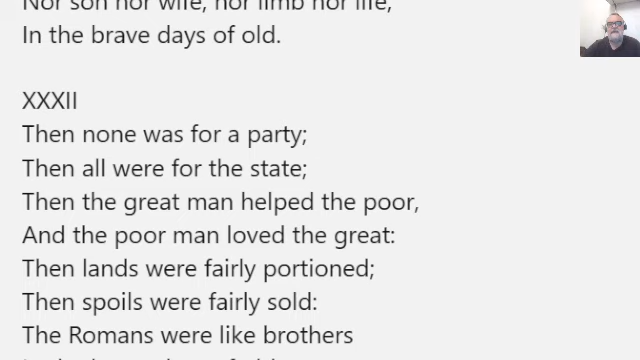 Nor son nor wife, nor limb nor life,
In the brave days of old.
XXXII
Then none was for a party;
Then all were for the state;
Then the great man helped the poor,
And the poor man loved the great:
Then lands were fairly portioned;
Then spoils were fairly sold:
The Romans were like brothers